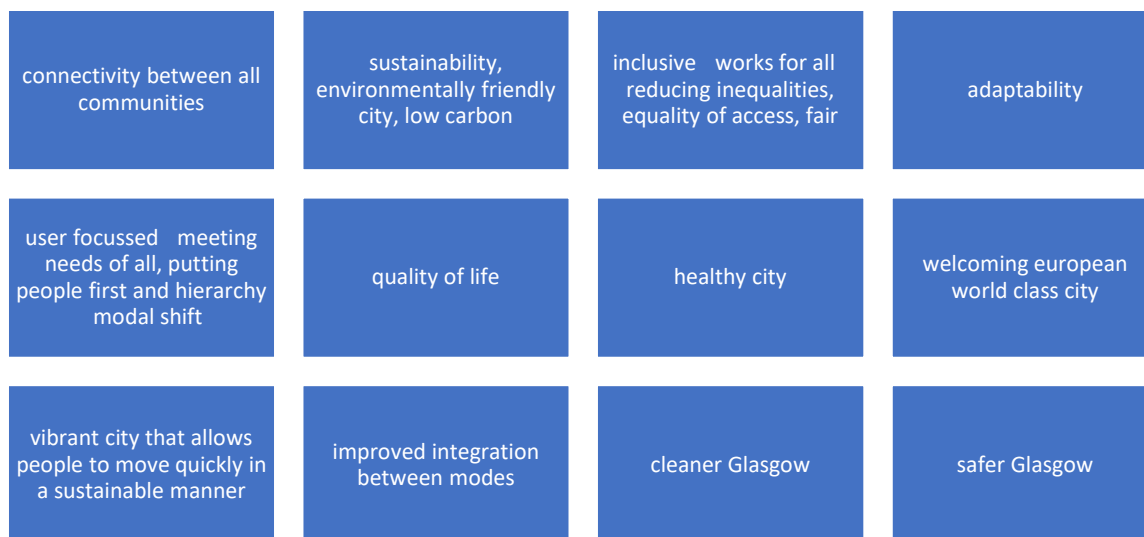 connectivity between all
communities
sustainability,
environmentally friendly
city, low carbon
inclusive   works for all
reducing inequalities,
equality of access, fair
adaptability
user focussed   meeting
needs of all, putting
people first and hierarchy
modal shift
quality of life
healthy city
welcoming european
world class city
vibrant city that allows
people to move quickly in
a sustainable manner
improved integration
between modes
cleaner Glasgow
safer Glasgow